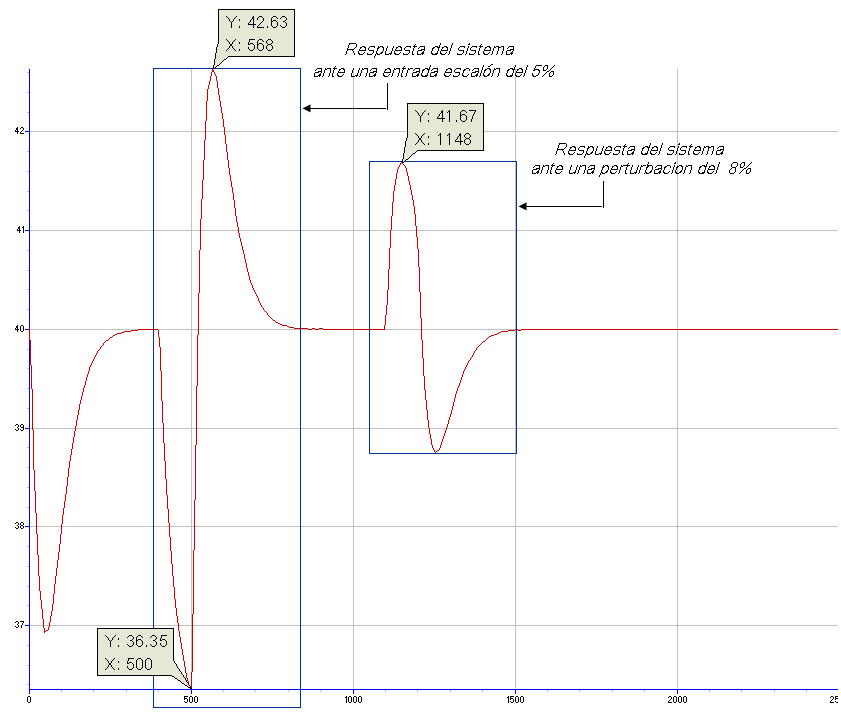 Y: 42.63
X: 568
Respuesta del sistema
ante una entrada escalón del 5%
Y: 41.67
X: 1148
Respuesta del sistema
ante una perturbacion del 8%
42
41
40
39
38
37
Y: 36.35
X: 500
0 500 1000 1500 2000 25